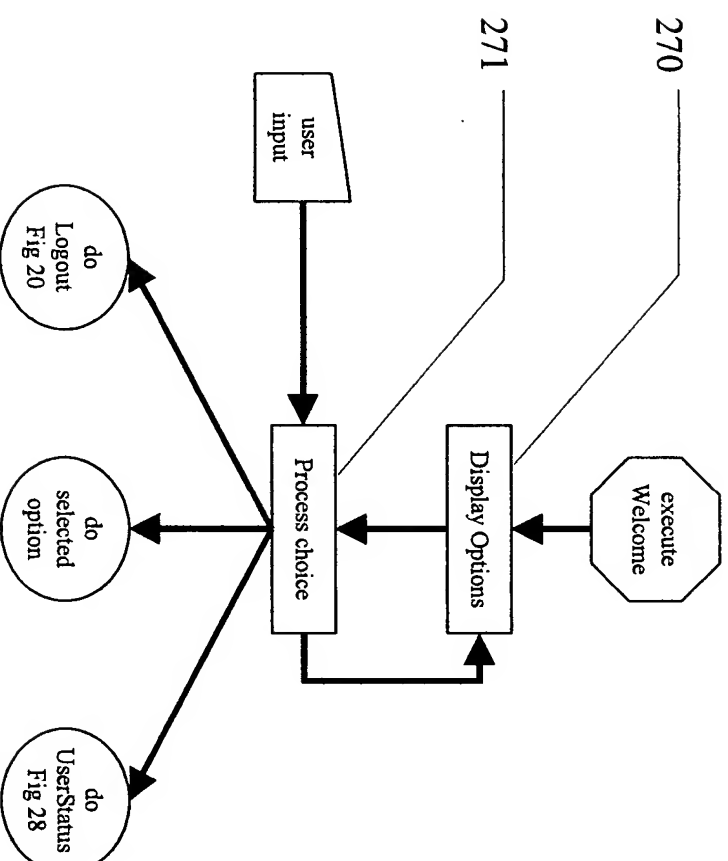 270
271
execute
Welcome
Display Options
user
input
Process choice
do
Logout
Fig 20
do
selected
option
do
UserStatus
Fig 28